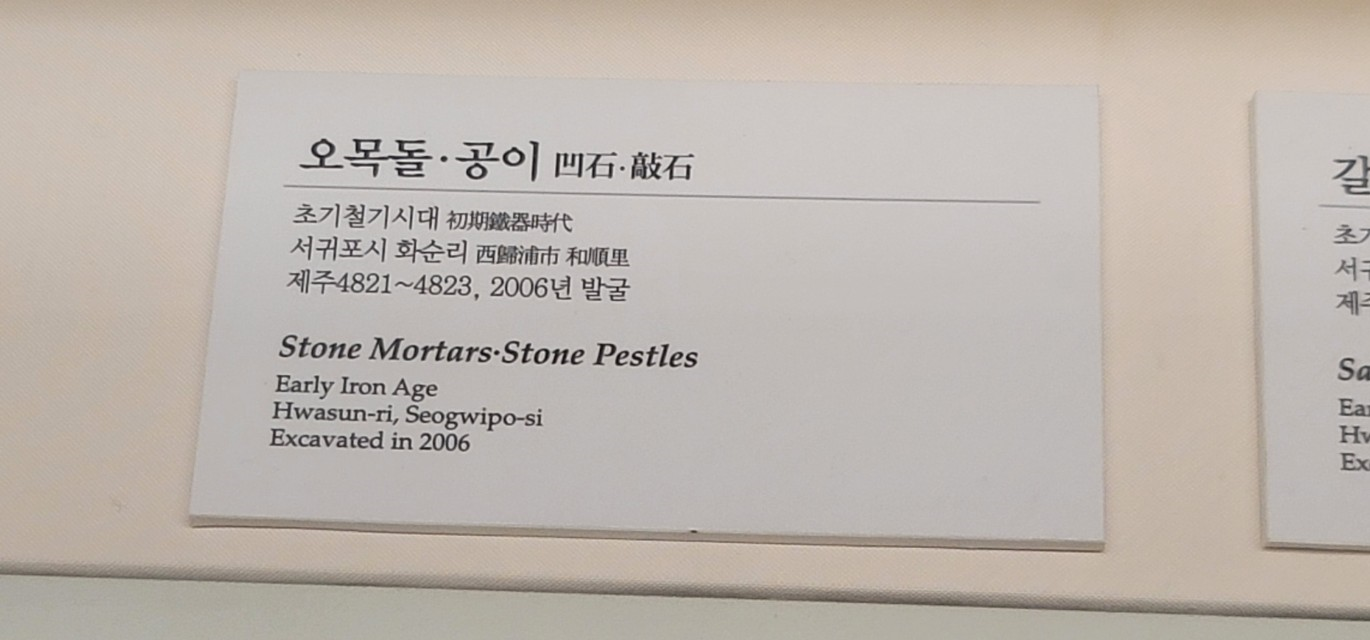 오목돌·공이 凹石·敲石
초기철기시대 初期鐵器時代
서귀포시 화순리 西歸浦市 和順里
제주4821~4823, 2006년 발굴
Stone Mortars·Stone Pestles
Early Iron Age
Hwasun-ri, Seogwipo-si
Excavated in 2006